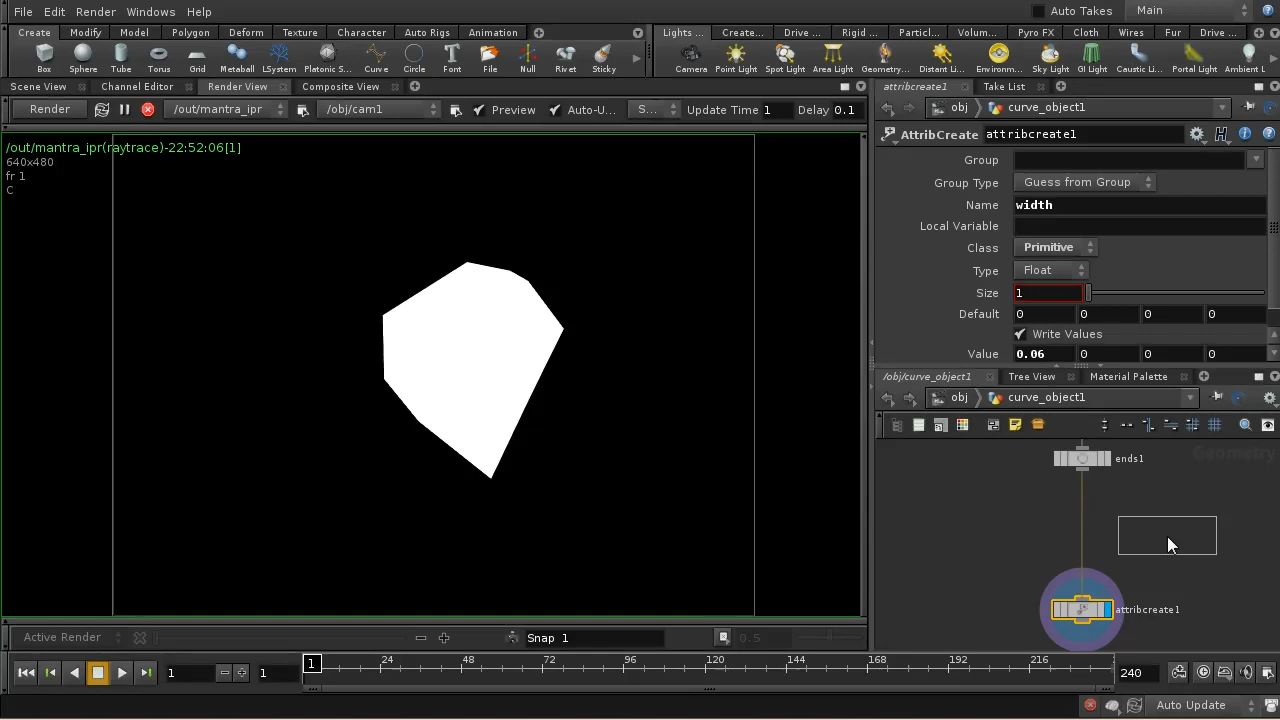 File Edit Render Windows Help Auto Takes Main
Create Modify Model Polygon Deform Texture Character Auto Rigs Animation Lights ... Create... Drive ... Rigid ... Particl... Volum... Pyro FX Cloth Wires Fur Drive ...
Box Sphere Tube Torus Grid Metaball LSystem Platonic S... Curve Circle Font File Null Rivet Sticky Camera Point Light Spot Light Area Light Geometry... Distant Li... Environm... Sky Light GI Light Caustic Li... Portal Light Ambient L
Scene View Channel Editor Render View Composite View attribcreate1 Take List
Render /out/mantra_ipr /obj/cam1 Preview Auto-U... S... Update Time 1 Delay 0.1 obj curve_object1
AttribCreate attribcreate1
/out/mantra_ipr(raytrace)-22:52:06[1]
640x480
fr 1
C
Group
Group Type Guess from Group
Name width
Local Variable
Class Primitive
Type Float
Size 1
Default 0 0 0 0
Write Values
Value 0.06 0 0 0
/obj/curve_object1 Tree View Material Palette
obj curve_object1
Geometry
ends1
attribcreate1
Active Render Snap 1 0.5
1 1 1 24 48 72 96 120 144 168 192 216 240
Auto Update